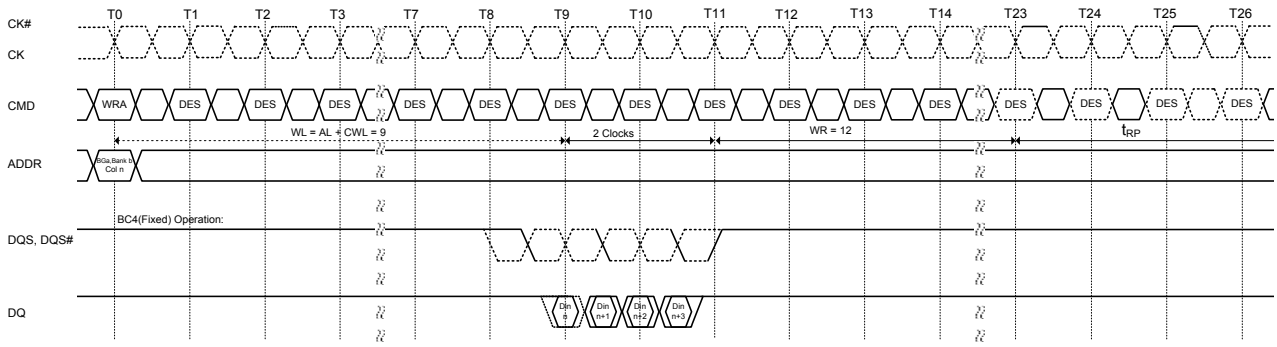 T0 T1 T2 T3 T7 T8 T9 T10 T11 T12 T13 T14 T23 T24 T25 T26
CK#
CK
CMD WRA DES DES DES DES DES DES DES DES DES DES DES DES DES DES DES
WL = AL + CWL = 9 2 Clocks WR = 12 tRP
ADDR BGa,Bank b
Col n
BC4(Fixed) Operation:
DQS, DQS#
DQ Din n Din n+1 Din n+2 Din n+3